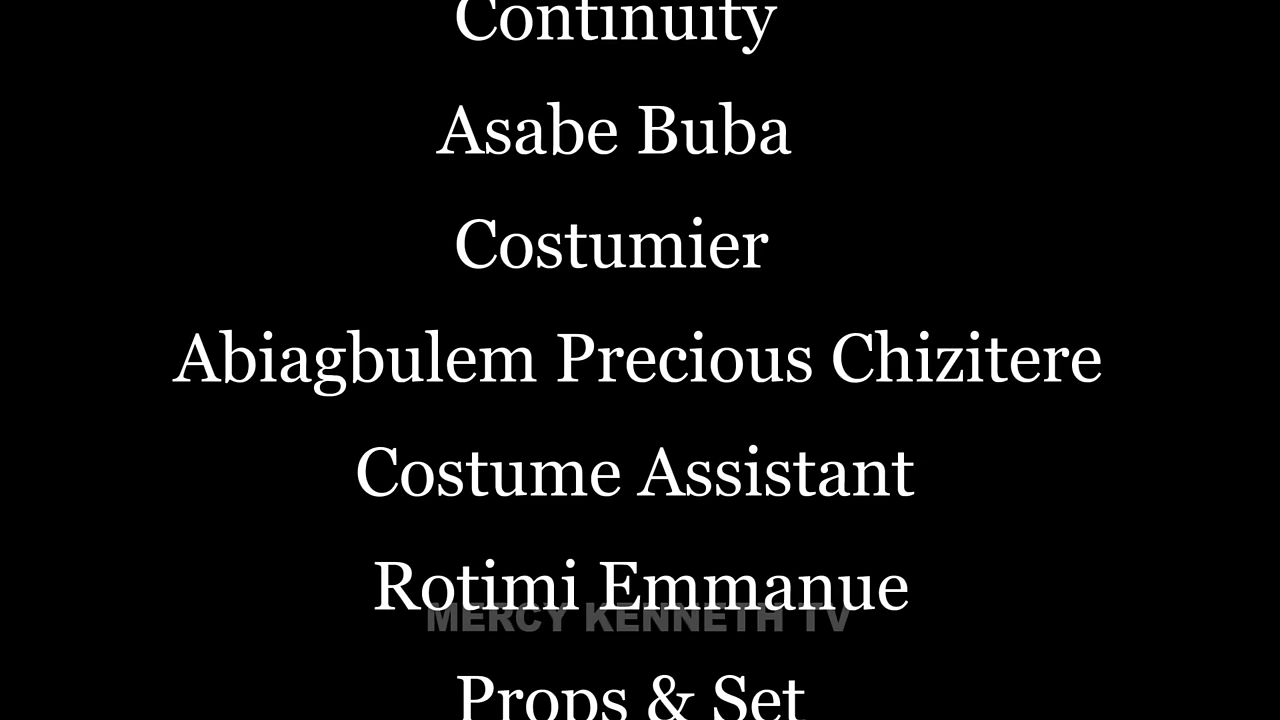 Continuity
Asabe Buba
Costumier
Abiagbulem Precious Chizitere
Costume Assistant
Rotimi Emmanue
MERCY KENNETH TV
Props & Set